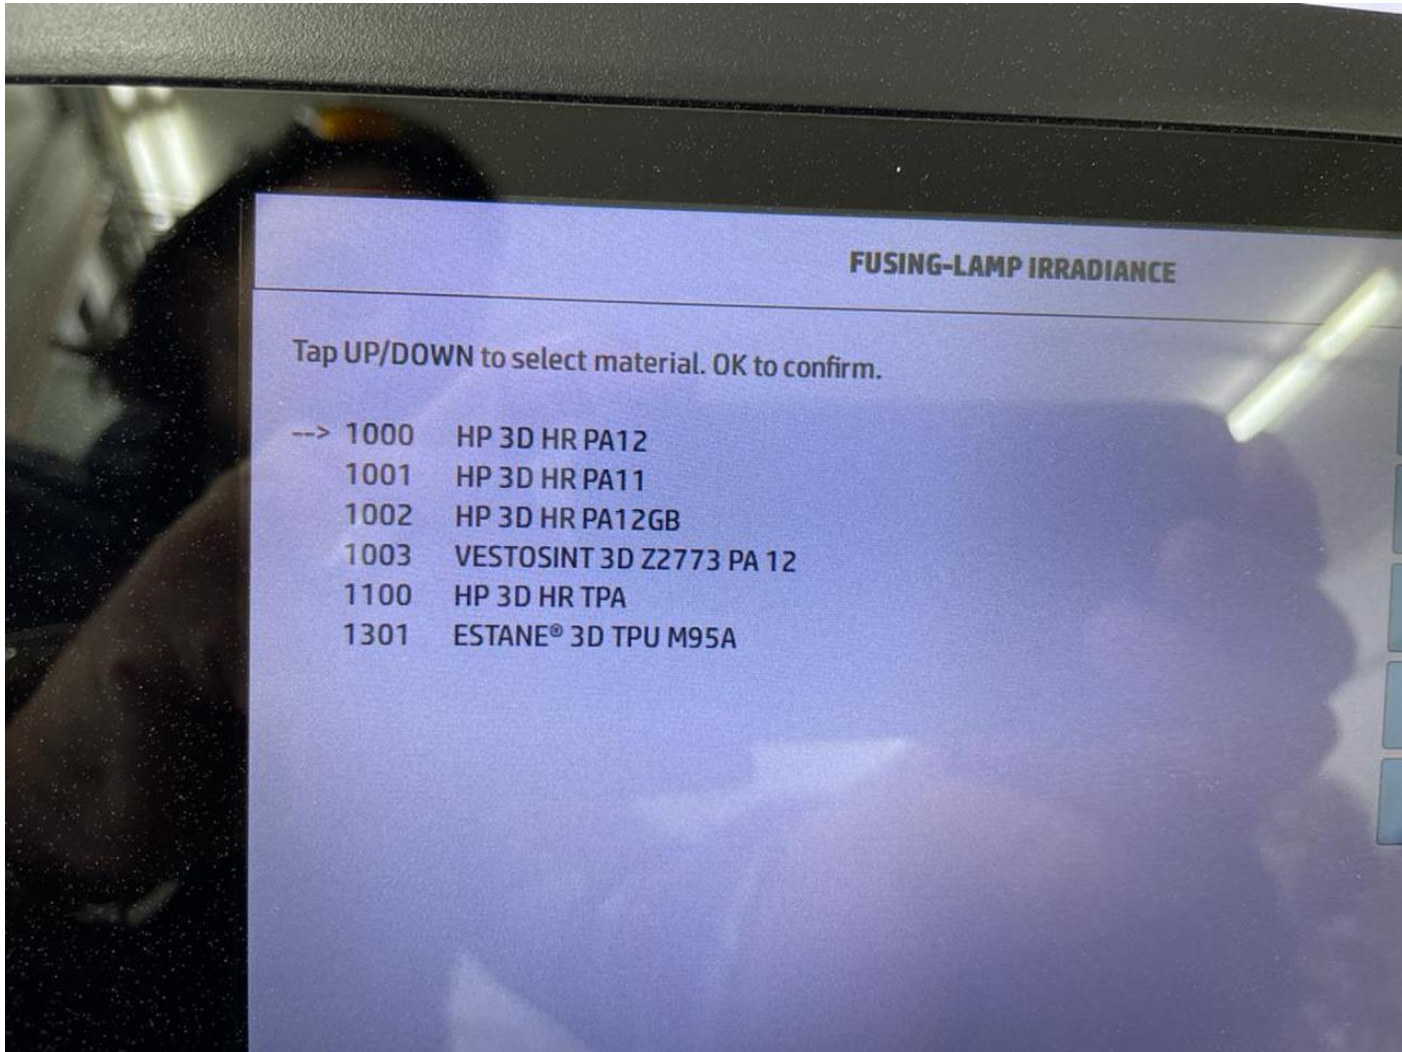 FUSING-LAMP IRRADIANCE
Tap UP/DOWN to select material. OK to confirm.
--> 1000 HP 3D HR PA12
1001 HP 3D HR PA11
1002 HP 3D HR PA12GB
1003 VESTOSINT 3D Z2773 PA 12
1100 HP 3D HR TPA
1301 ESTANE® 3D TPU M95A